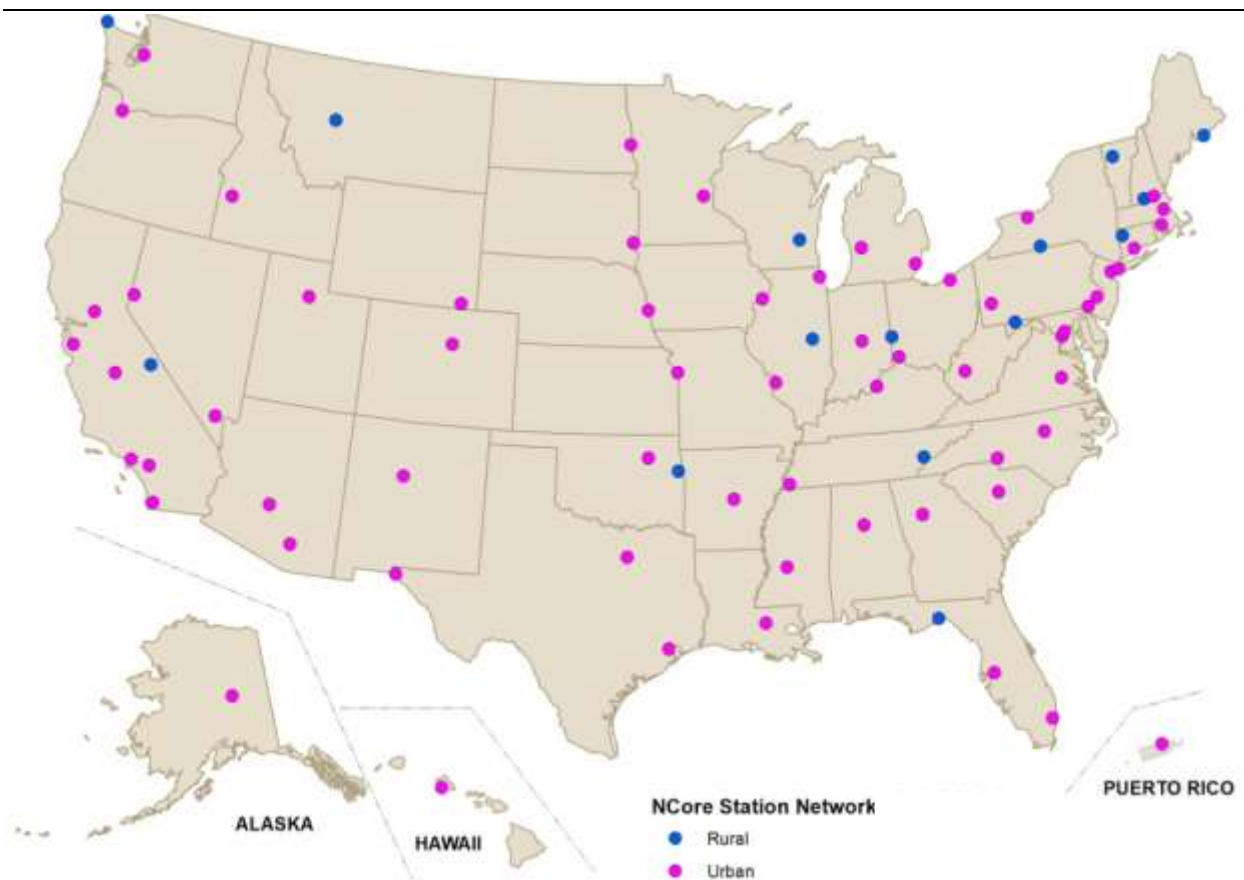 PUERTO RICO
ALASKA
HAWAII
NCore Station Network
Rural
Urban